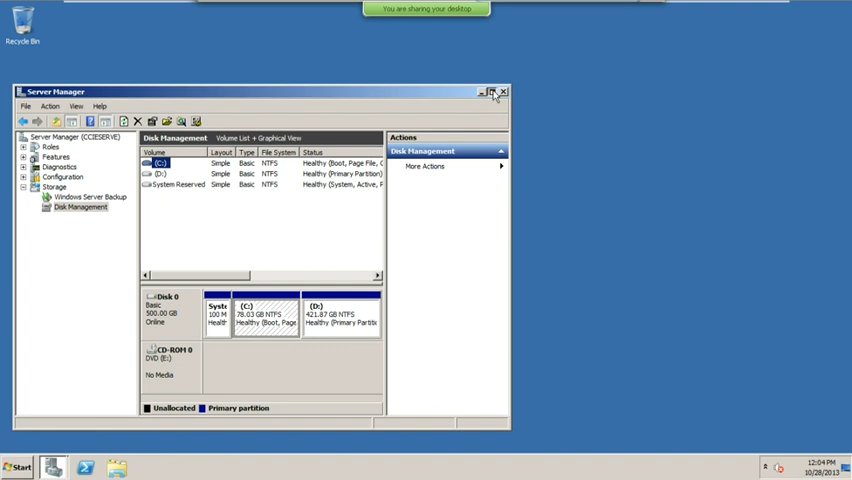 You are sharing your desktop
Recycle Bin
Server Manager
File Action View Help
Server Manager (CCIESERVE)
Roles
Features
Diagnostics
Configuration
Storage
Windows Server Backup
Disk Management
Disk Management Volume List + Graphical View
Volume Layout Type File System Status
(C:) Simple Basic NTFS Healthy (Boot, Page File, C
(D:) Simple Basic NTFS Healthy (Primary Partition)
System Reserved Simple Basic NTFS Healthy (System, Active, P
Disk 0
Basic
500.00 GB
Online
Syste
100 M
Healt
(C:)
78.03 GB NTFS
Healthy (Boot, Page
(D:)
421.87 GB NTFS
Healthy (Primary Partitic
CD-ROM 0
DVD (E:)
No Media
Unallocated Primary partition
Actions
Disk Management
More Actions
Start
12:04 PM
10/28/2013